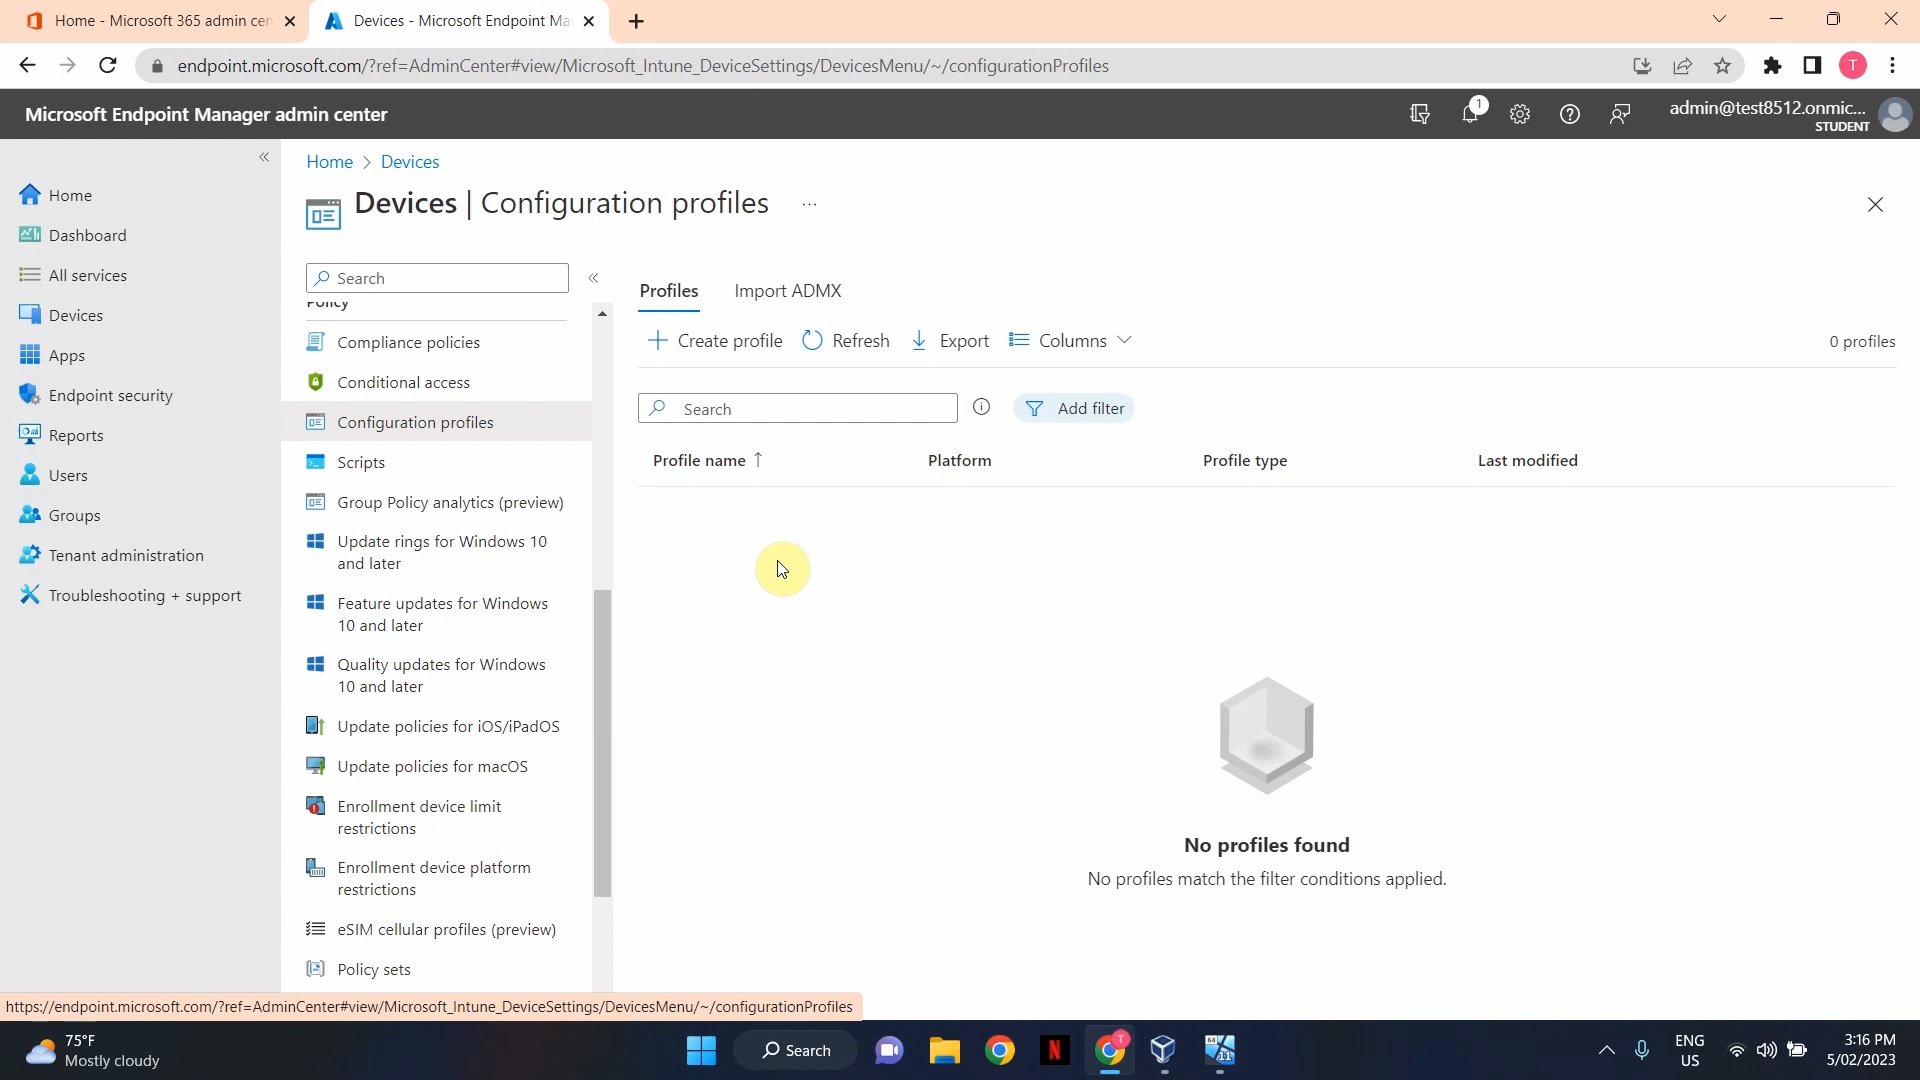 Home - Microsoft 365 admin cen
Devices - Microsoft Endpoint Ma
endpoint.microsoft.com/?ref=AdminCenter#view/Microsoft_Intune_DeviceSettings/DevicesMenu/~/configurationProfiles
T
Microsoft Endpoint Manager admin center
1
admin@test8512.onmic...
STUDENT
Home
Dashboard
All services
Devices
Apps
Endpoint security
Reports
Users
Groups
Tenant administration
Troubleshooting + support
Home > Devices
Devices | Configuration profiles ...
Search
Policy
Compliance policies
Conditional access
Configuration profiles
Scripts
Group Policy analytics (preview)
Update rings for Windows 10
and later
Feature updates for Windows
10 and later
Quality updates for Windows
10 and later
Update policies for iOS/iPadOS
Update policies for macOS
Enrollment device limit
restrictions
Enrollment device platform
restrictions
eSIM cellular profiles (preview)
Policy sets
Profiles Import ADMX
Create profile Refresh Export Columns 0 profiles
Search Add filter
Profile name ↑ Platform Profile type Last modified
No profiles found
No profiles match the filter conditions applied.
https://endpoint.microsoft.com/?ref=AdminCenter#view/Microsoft_Intune_DeviceSettings/DevicesMenu/~/configurationProfiles
75°F
Mostly cloudy
Search
N
T
64
11
ENG
US
3:16 PM
5/02/2023